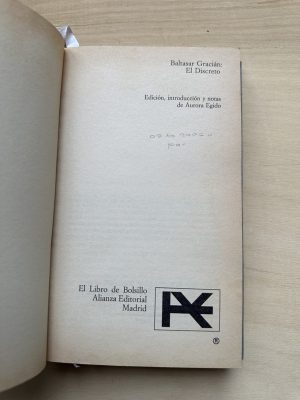 Baltasar Gracián:
El Discreto
Edición, introducción y notas
de Aurora Egido
El Libro de Bolsillo
Alianza Editorial
Madrid
®